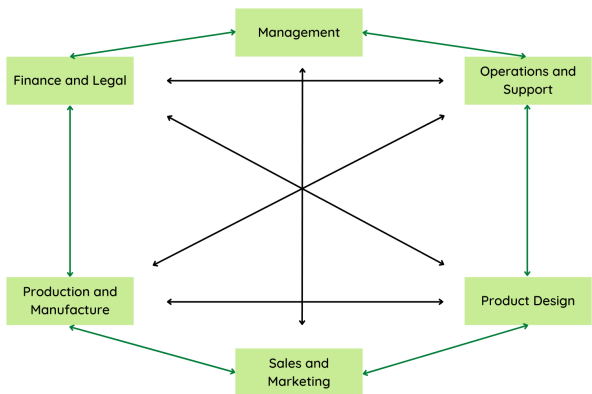 Management
Finance and Legal
Operations and
Support
Production and
Manufacture
Product Design
Sales and
Marketing